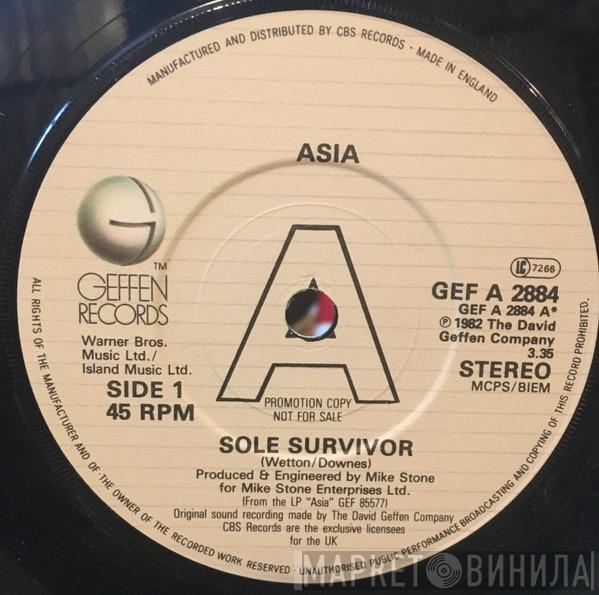 MANUFACTURED AND DISTRIBUTED BY CBS RECORDS · MADE IN ENGLAND
ASIA
G
TM
GEFFEN
RECORDS
Warner Bros.
Music Ltd./
Island Music Ltd.
SIDE 1
45 RPM
A
PROMOTION COPY
NOT FOR SALE
LC 7266
GEF A 2884
GEF A 2884 A*
℗ 1982 The David
Geffen Company
3.35
STEREO
MCPS/BIEM
SOLE SURVIVOR
(Wetton/Downes)
Produced & Engineered by Mike Stone
for Mike Stone Enterprises Ltd.
(From the LP "Asia" GEF 85577)
Original sound recording made by The David Geffen Company
CBS Records are the exclusive licensees
for the UK
ALL RIGHTS OF THE MANUFACTURER AND OF THE OWNER OF THE RECORDED WORK RESERVED · UNAUTHORISED PUBLIC PERFORMANCE BROADCASTING AND COPYING OF THIS RECORD PROHIBITED.
МАРКЕТ ВИНИЛА